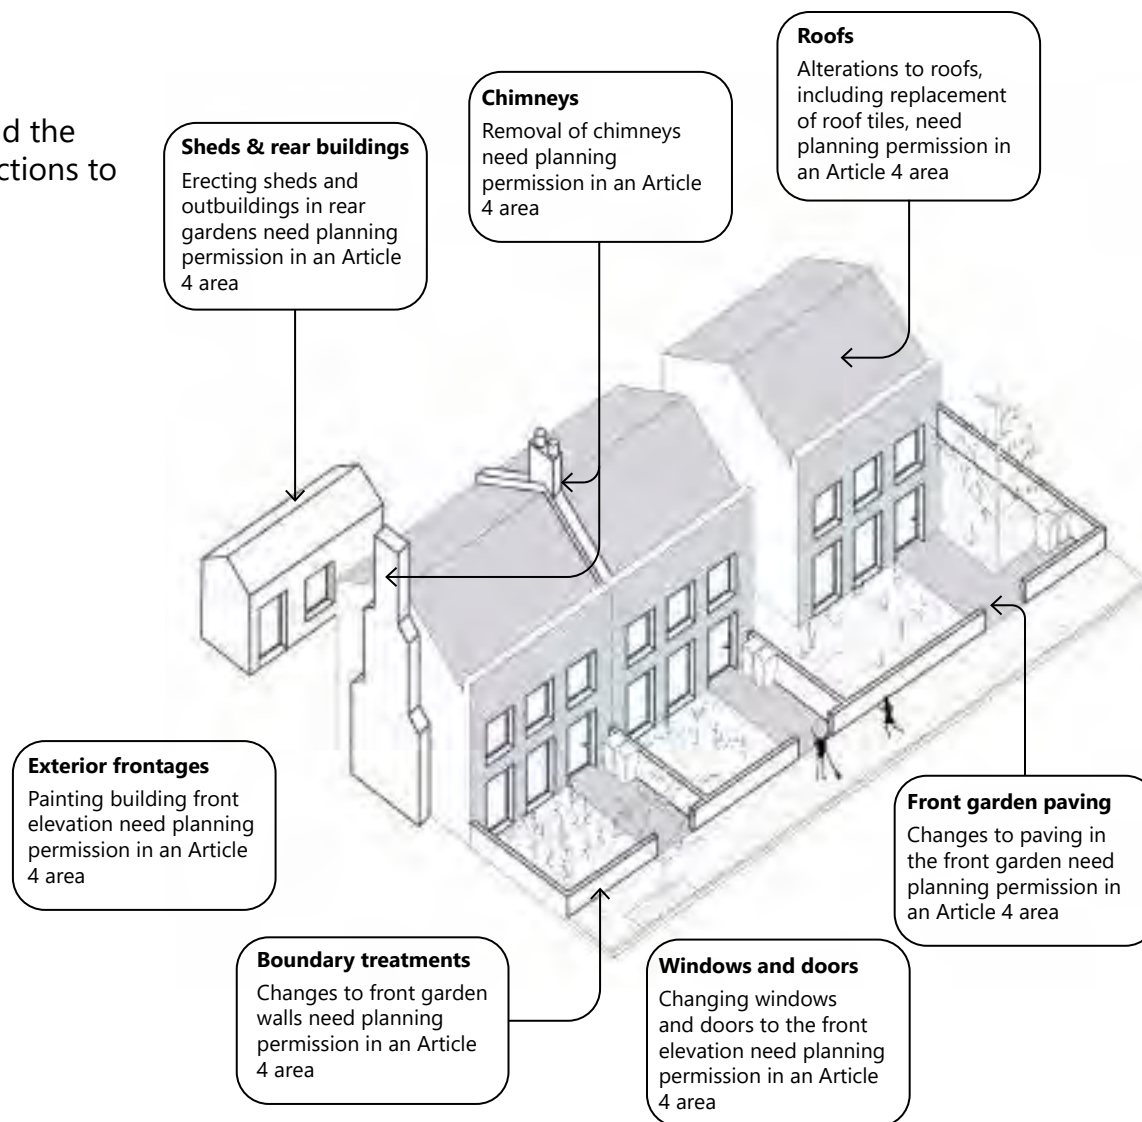 d the
ctions to
Roofs
Alterations to roofs,
including replacement
of roof tiles, need
planning permission in
an Article 4 area
Chimneys
Removal of chimneys
need planning
permission in an Article
4 area
Sheds & rear buildings
Erecting sheds and
outbuildings in rear
gardens need planning
permission in an Article
4 area
Exterior frontages
Painting building front
elevation need planning
permission in an Article
4 area
Front garden paving
Changes to paving in
the front garden need
planning permission in
an Article 4 area
Boundary treatments
Changes to front garden
walls need planning
permission in an Article
4 area
Windows and doors
Changing windows
and doors to the front
elevation need planning
permission in an Article
4 area